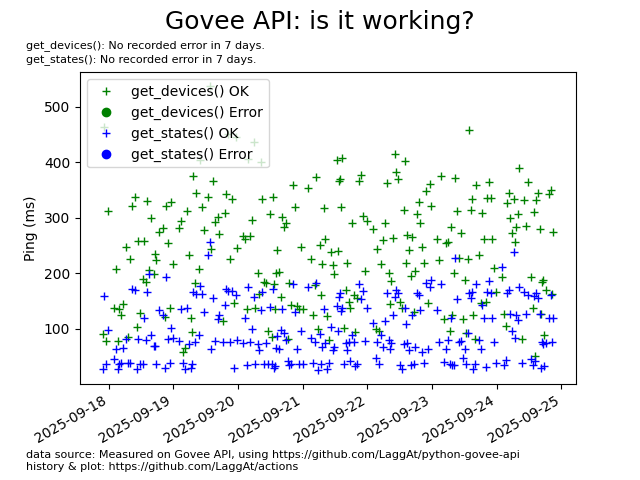 Govee API: is it working?
get_devices(): No recorded error in 7 days.
get_states(): No recorded error in 7 days.
get_devices() OK
get_devices() Error
get_states() OK
get_states() Error
Ping (ms)
500
400
300
200
100
2025-09-18
2025-09-19
2025-09-20
2025-09-21
2025-09-22
2025-09-23
2025-09-24
2025-09-25
data source: Measured on Govee API, using https://github.com/LaggAt/python-govee-api
history & plot: https://github.com/LaggAt/actions